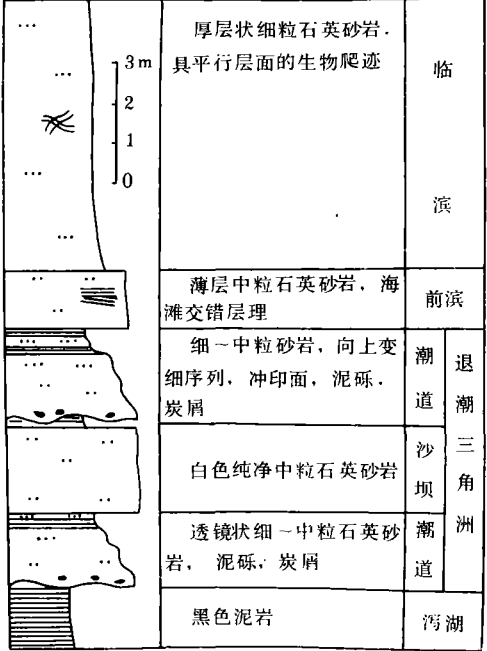 厚层状细粒石英砂岩.
具平行层面的生物爬迹
3m
2
1
0
临
滨
薄层中粒石英砂岩, 海
滩交错层理
前滨
细一中粒砂岩, 向上变
细序列, 冲印面, 泥砾.
炭屑
潮
道
白色纯净中粒石英砂岩
沙
坝
透镜状细一中粒石英砂
岩, 泥砾, 炭屑
潮
道
退
潮
三
角
洲
黑色泥岩
泻湖